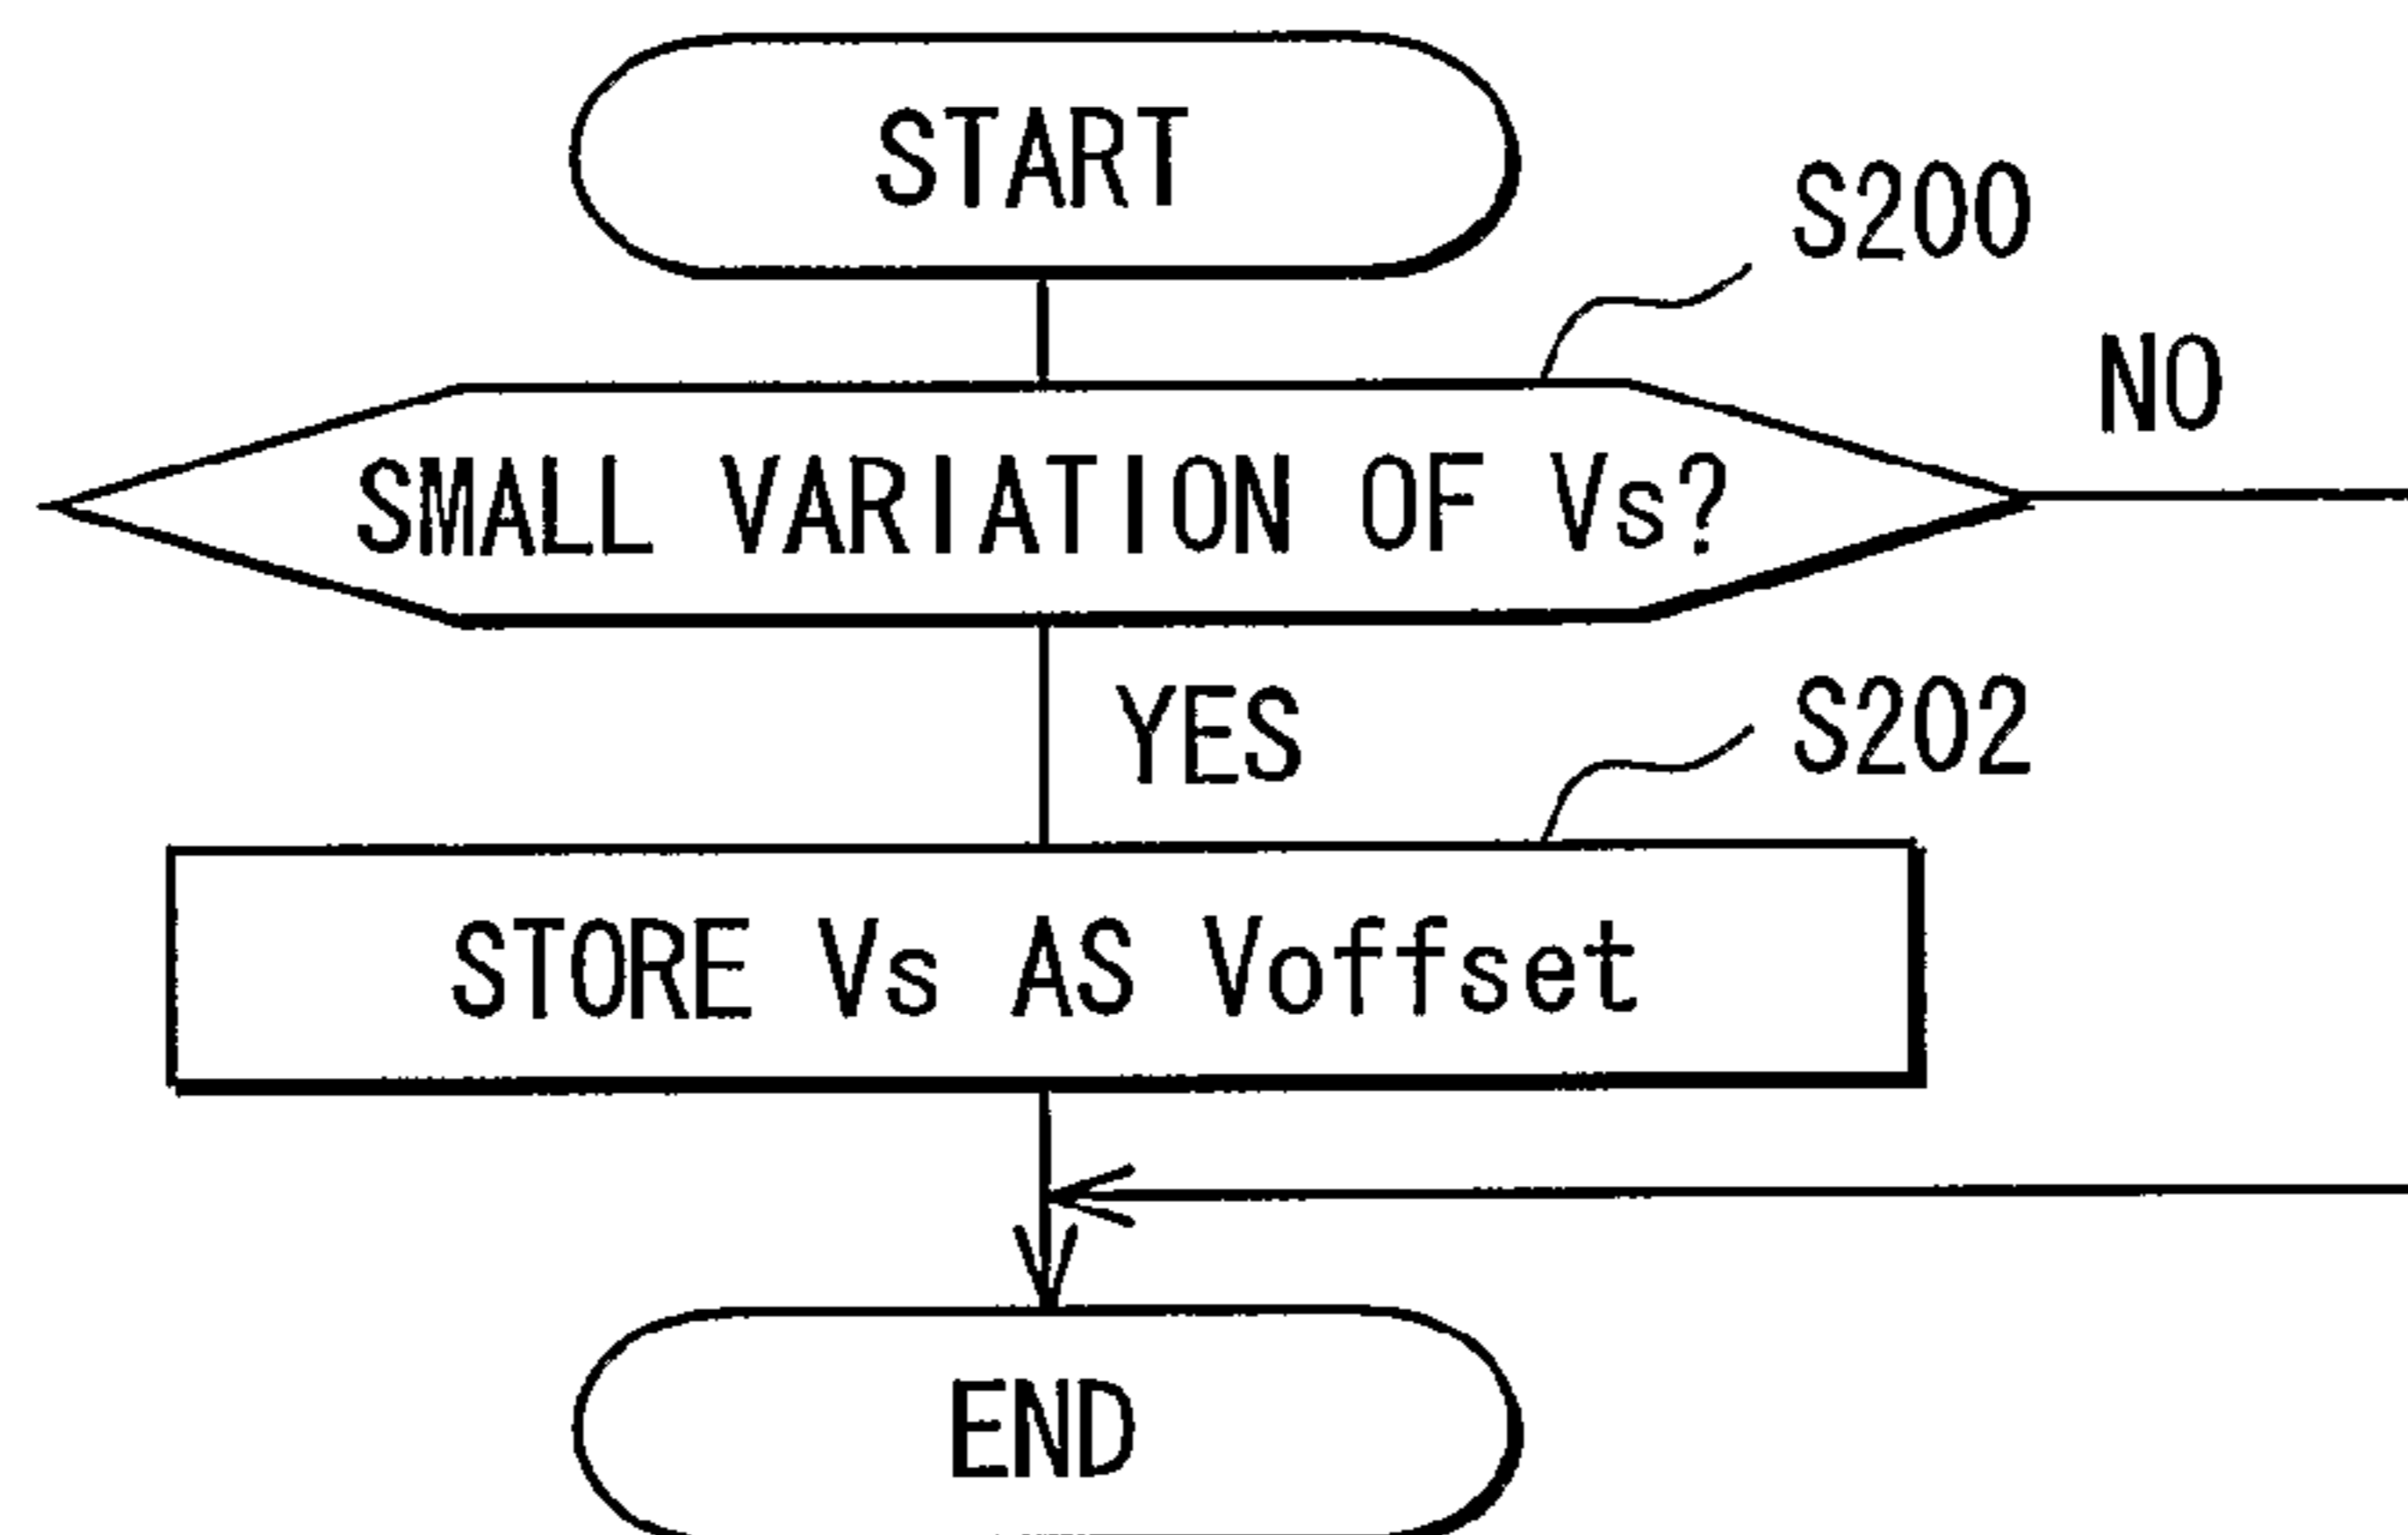 START
S200
NO
SMALL VARIATION OF Vs?
YES
S202
STORE Vs AS Voffset
END